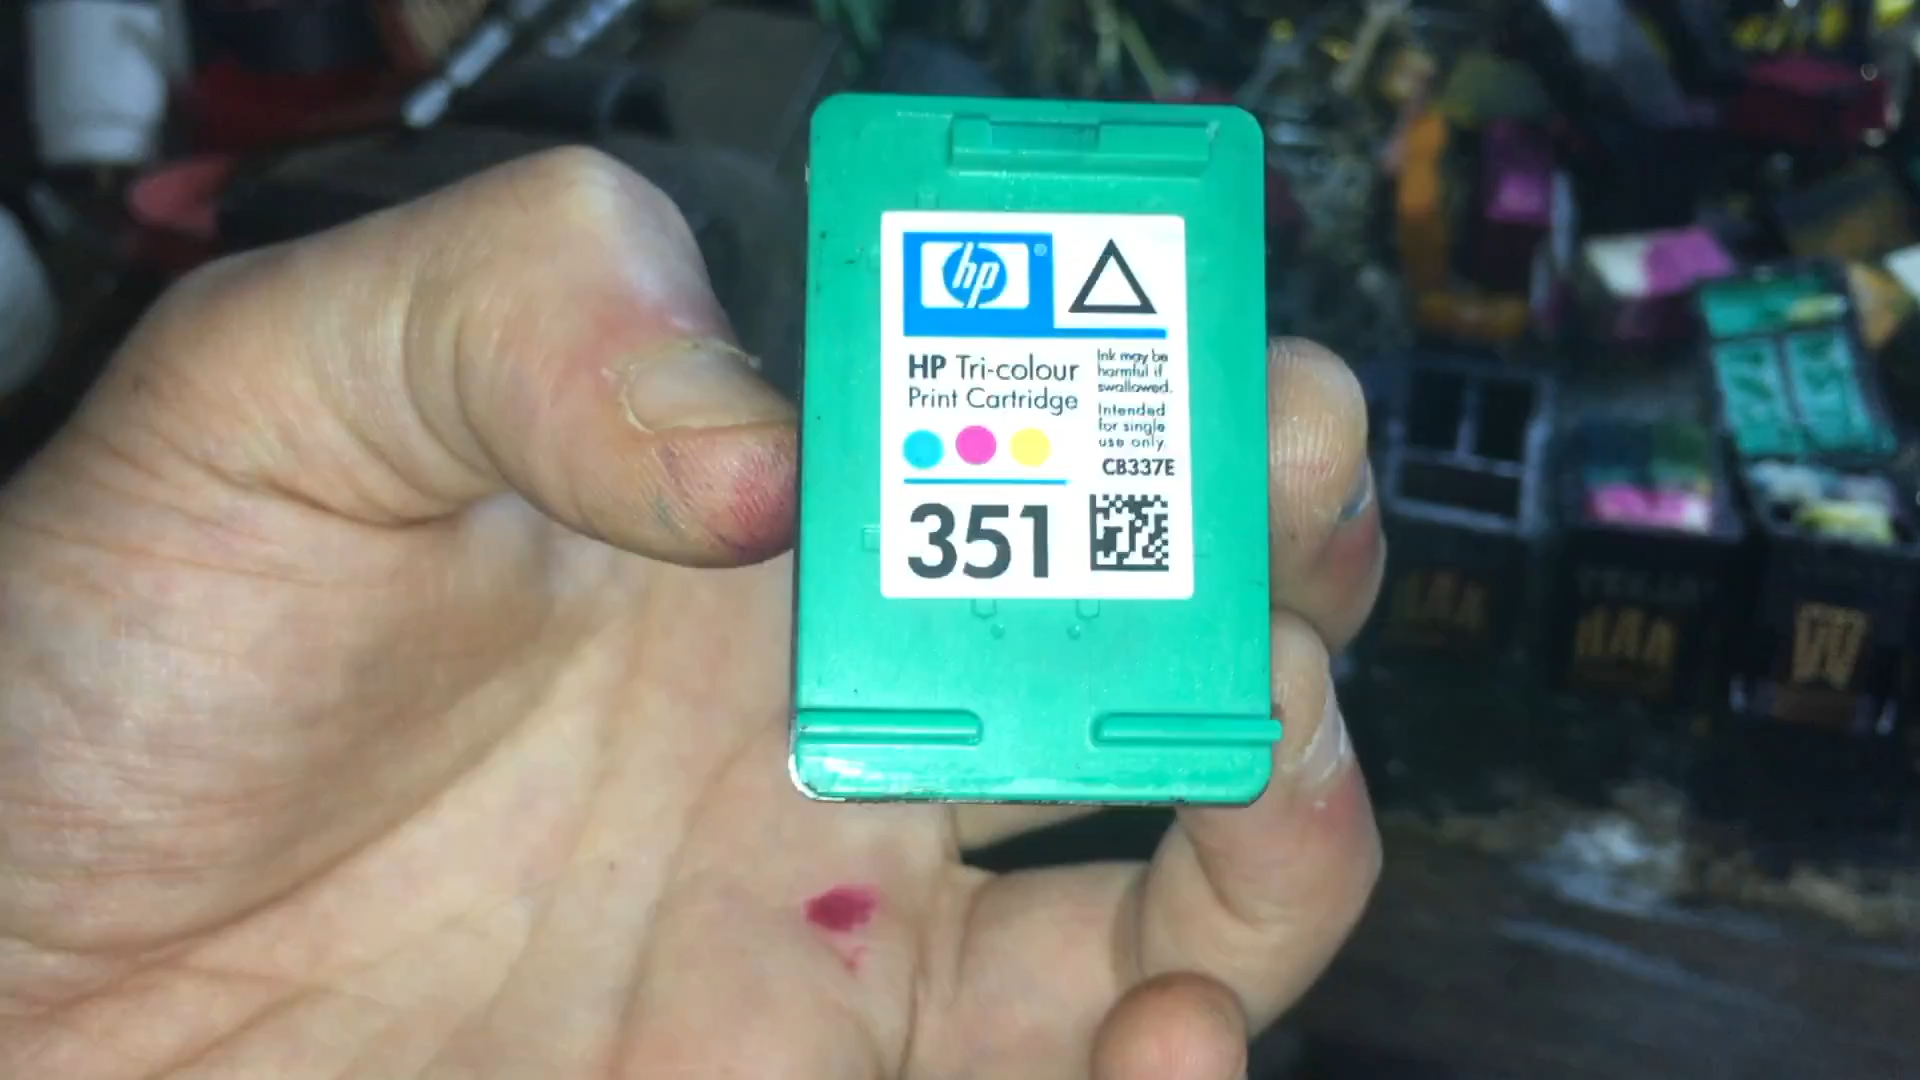 hp®
HP Tri-colour
Print Cartridge
Ink may be
harmful if
swallowed.
Intended
for single
use only.
CB337E
351